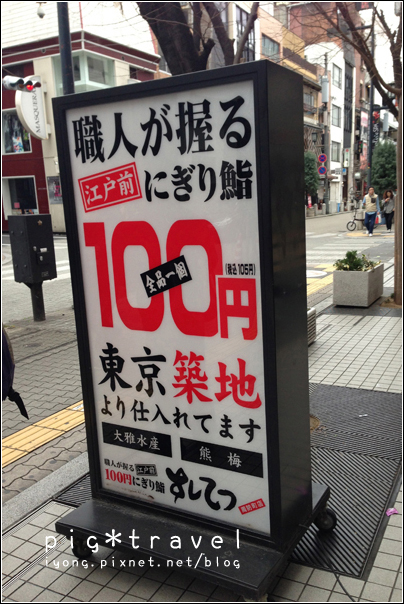 職人が握る
江戸前
にぎり鮨
100円
全品一個
(税込105円)
東京築地
より仕入れてます
大雅水産
熊梅
職人が握る江戸前
100円にぎり鮨
すしてつ
MASQUERA
pig*travel
iyong.pixnet.net/blog